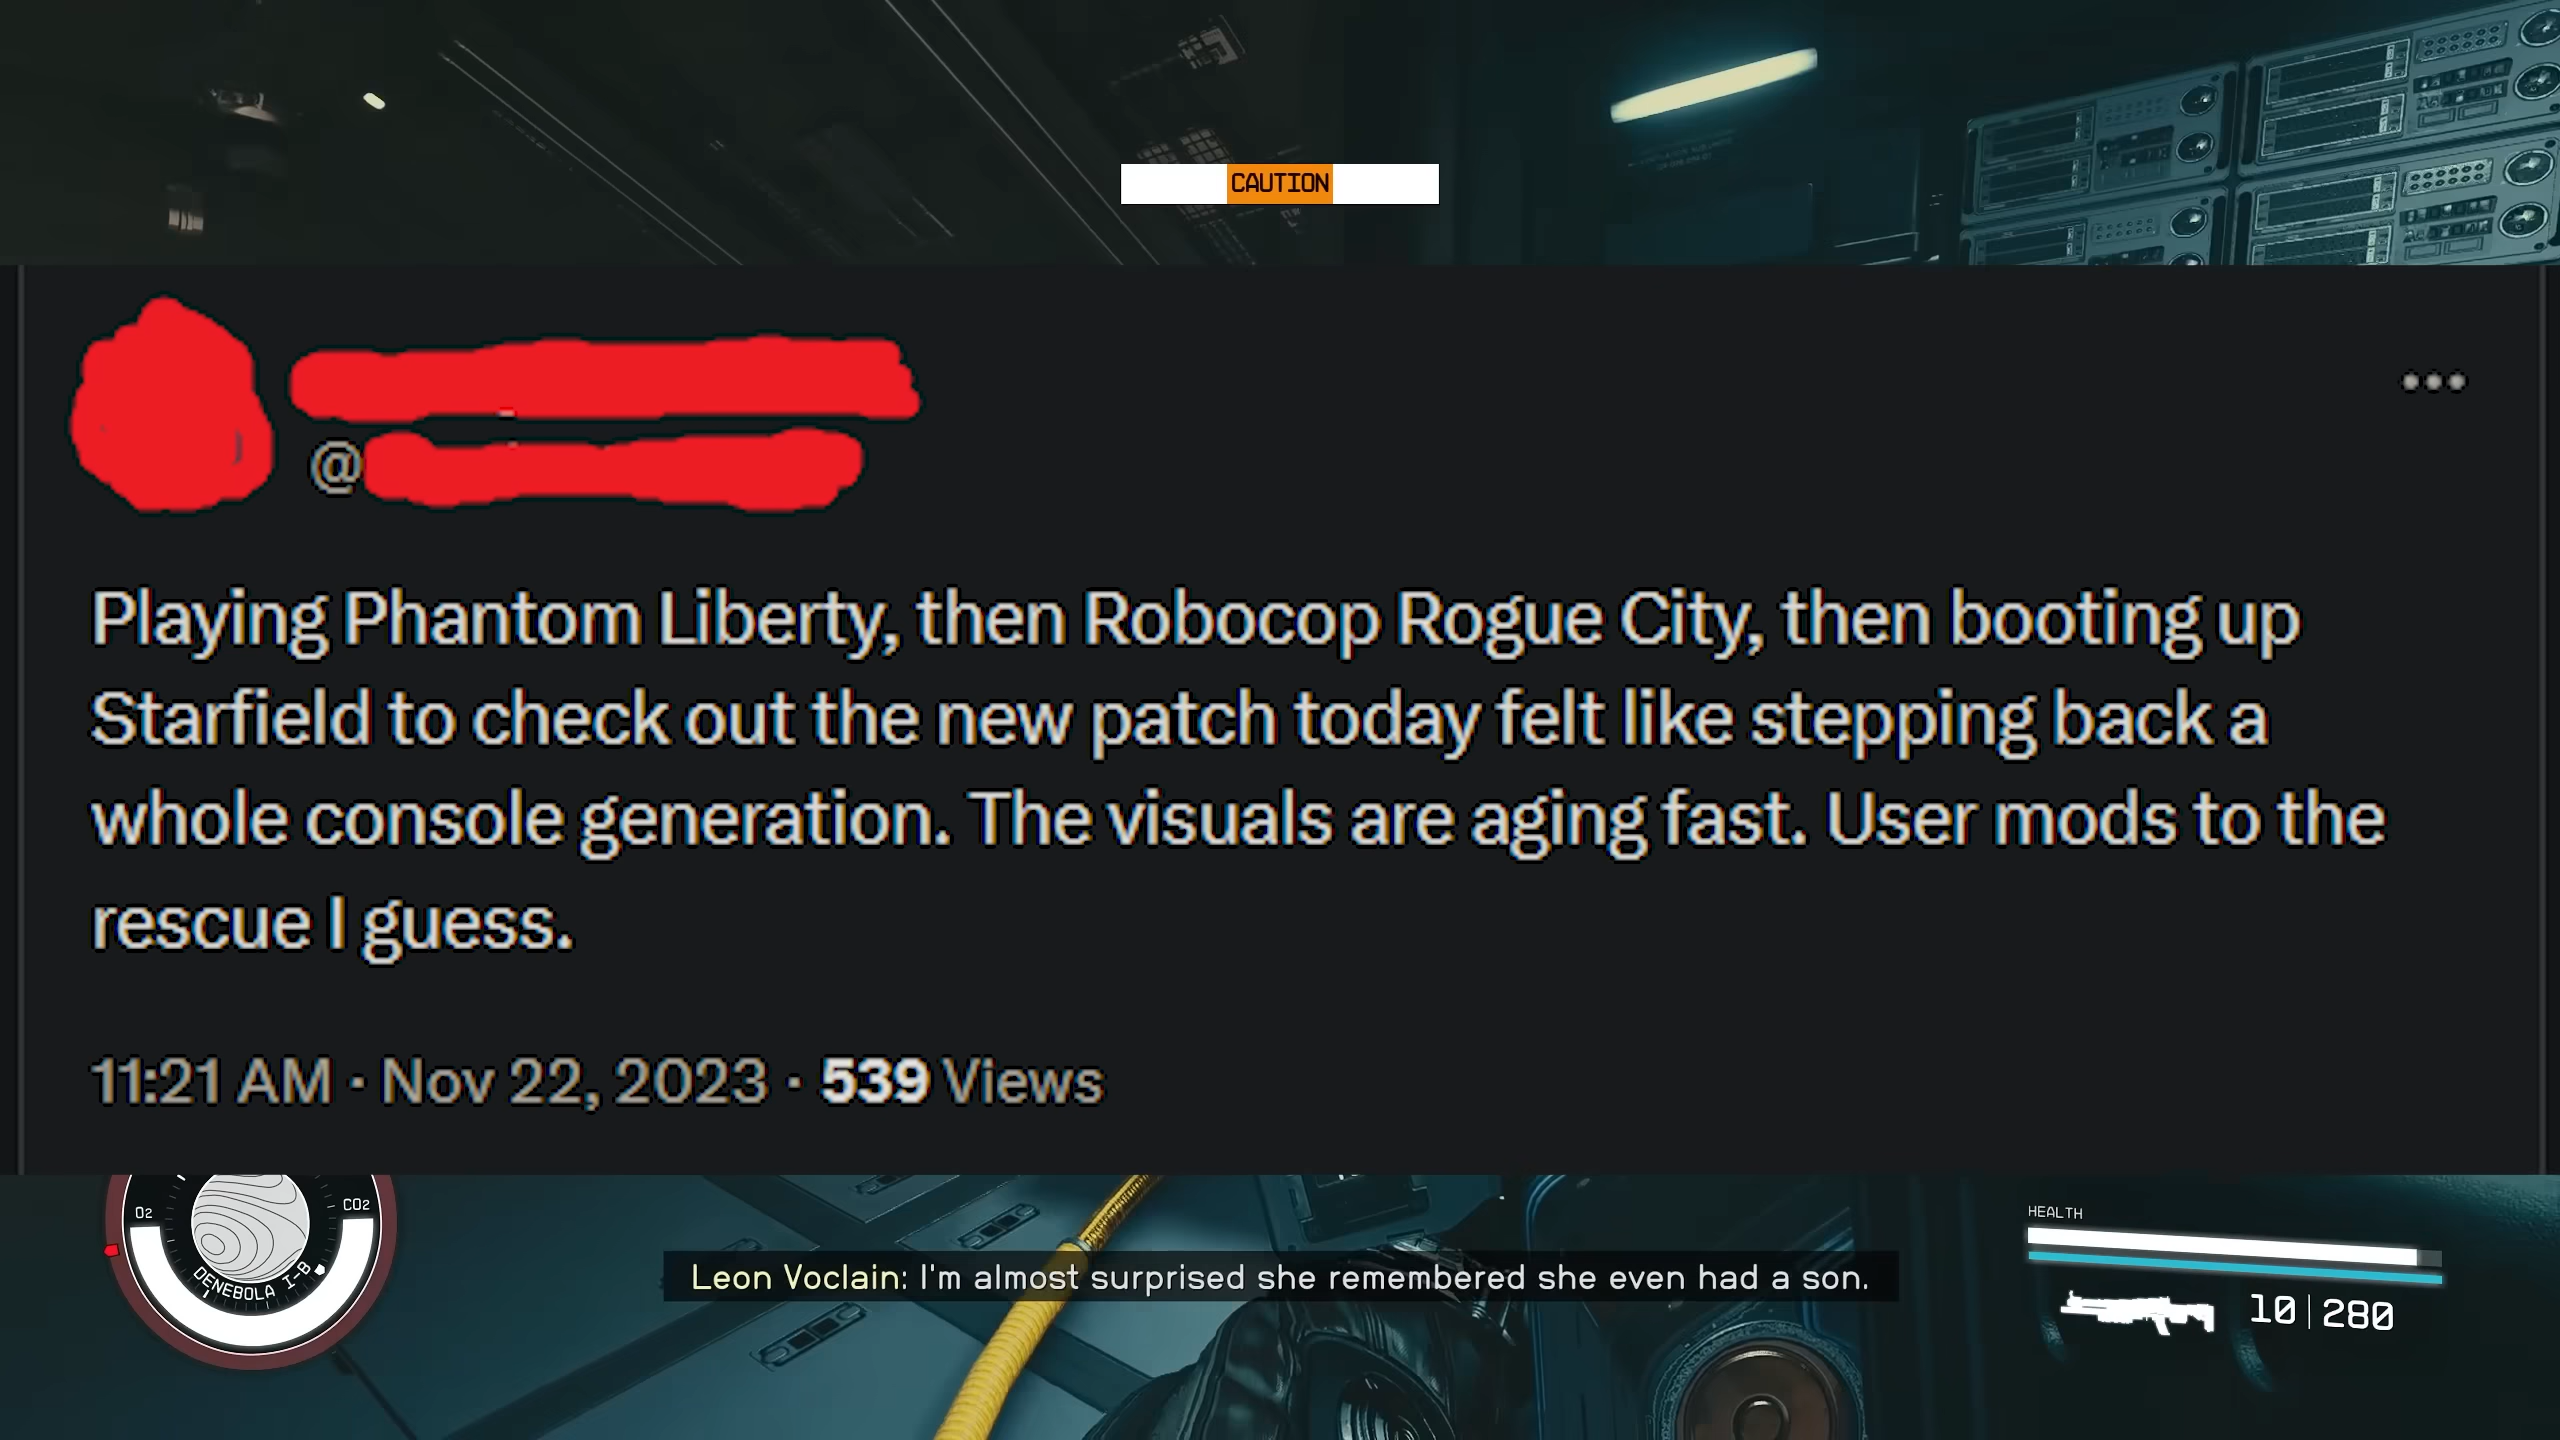 CAUTION
@
Playing Phantom Liberty, then Robocop Rogue City, then booting up
Starfield to check out the new patch today felt like stepping back a
whole console generation. The visuals are aging fast. User mods to the
rescue I guess.
11:21 AM · Nov 22, 2023 · 539 Views
O2
CO2
DENEBOLA I-B
HEALTH
Leon Voclain: I'm almost surprised she remembered she even had a son.
10|280